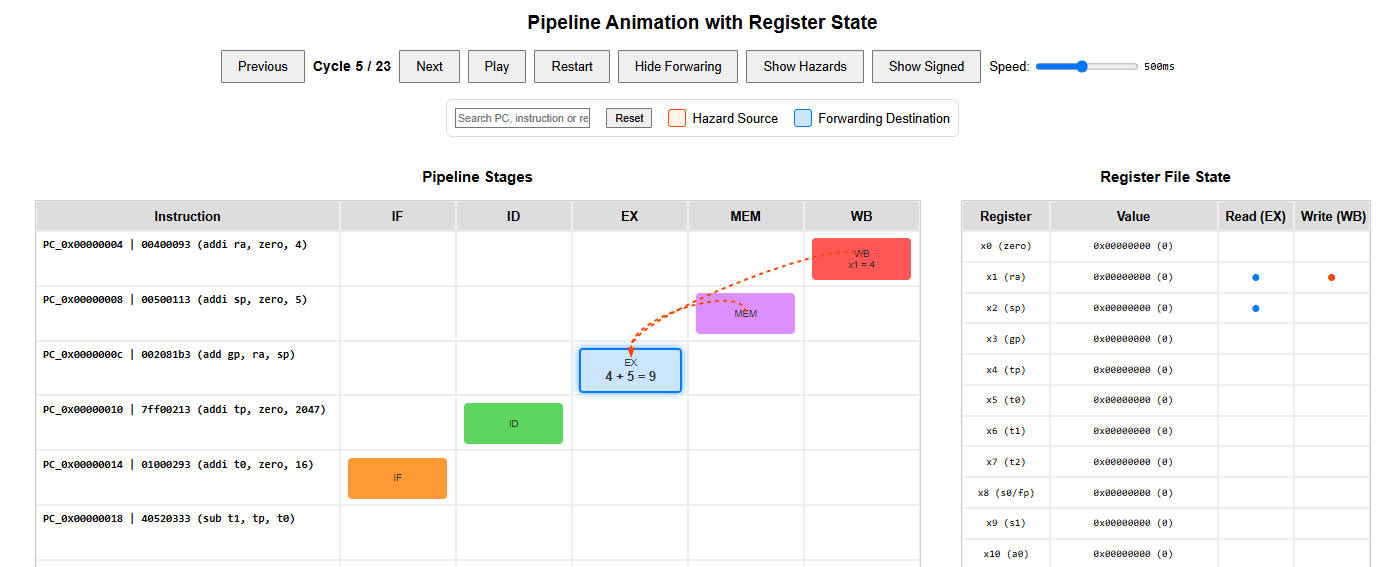 Pipeline Animation with Register State
Previous Cycle 5 / 23 Next Play Restart Hide Forwaring Show Hazards Show Signed Speed: 500ms
Search PC, instruction or re Reset Hazard Source Forwarding Destination
Pipeline Stages
Instruction IF ID EX MEM WB
PC_0x00000004 | 00400093 (addi ra, zero, 4) WB
x1 = 4
PC_0x00000008 | 00500113 (addi sp, zero, 5) MEM
PC_0x0000000c | 002081b3 (add gp, ra, sp) EX
4 + 5 = 9
PC_0x00000010 | 7ff00213 (addi tp, zero, 2047) ID
PC_0x00000014 | 01000293 (addi t0, zero, 16) IF
PC_0x00000018 | 40520333 (sub t1, tp, t0)
Register File State
Register Value Read (EX) Write (WB)
x0 (zero) 0x00000000 (0)
x1 (ra) 0x00000000 (0)
x2 (sp) 0x00000000 (0)
x3 (gp) 0x00000000 (0)
x4 (tp) 0x00000000 (0)
x5 (t0) 0x00000000 (0)
x6 (t1) 0x00000000 (0)
x7 (t2) 0x00000000 (0)
x8 (s0/fp) 0x00000000 (0)
x9 (s1) 0x00000000 (0)
x10 (a0) 0x00000000 (0)